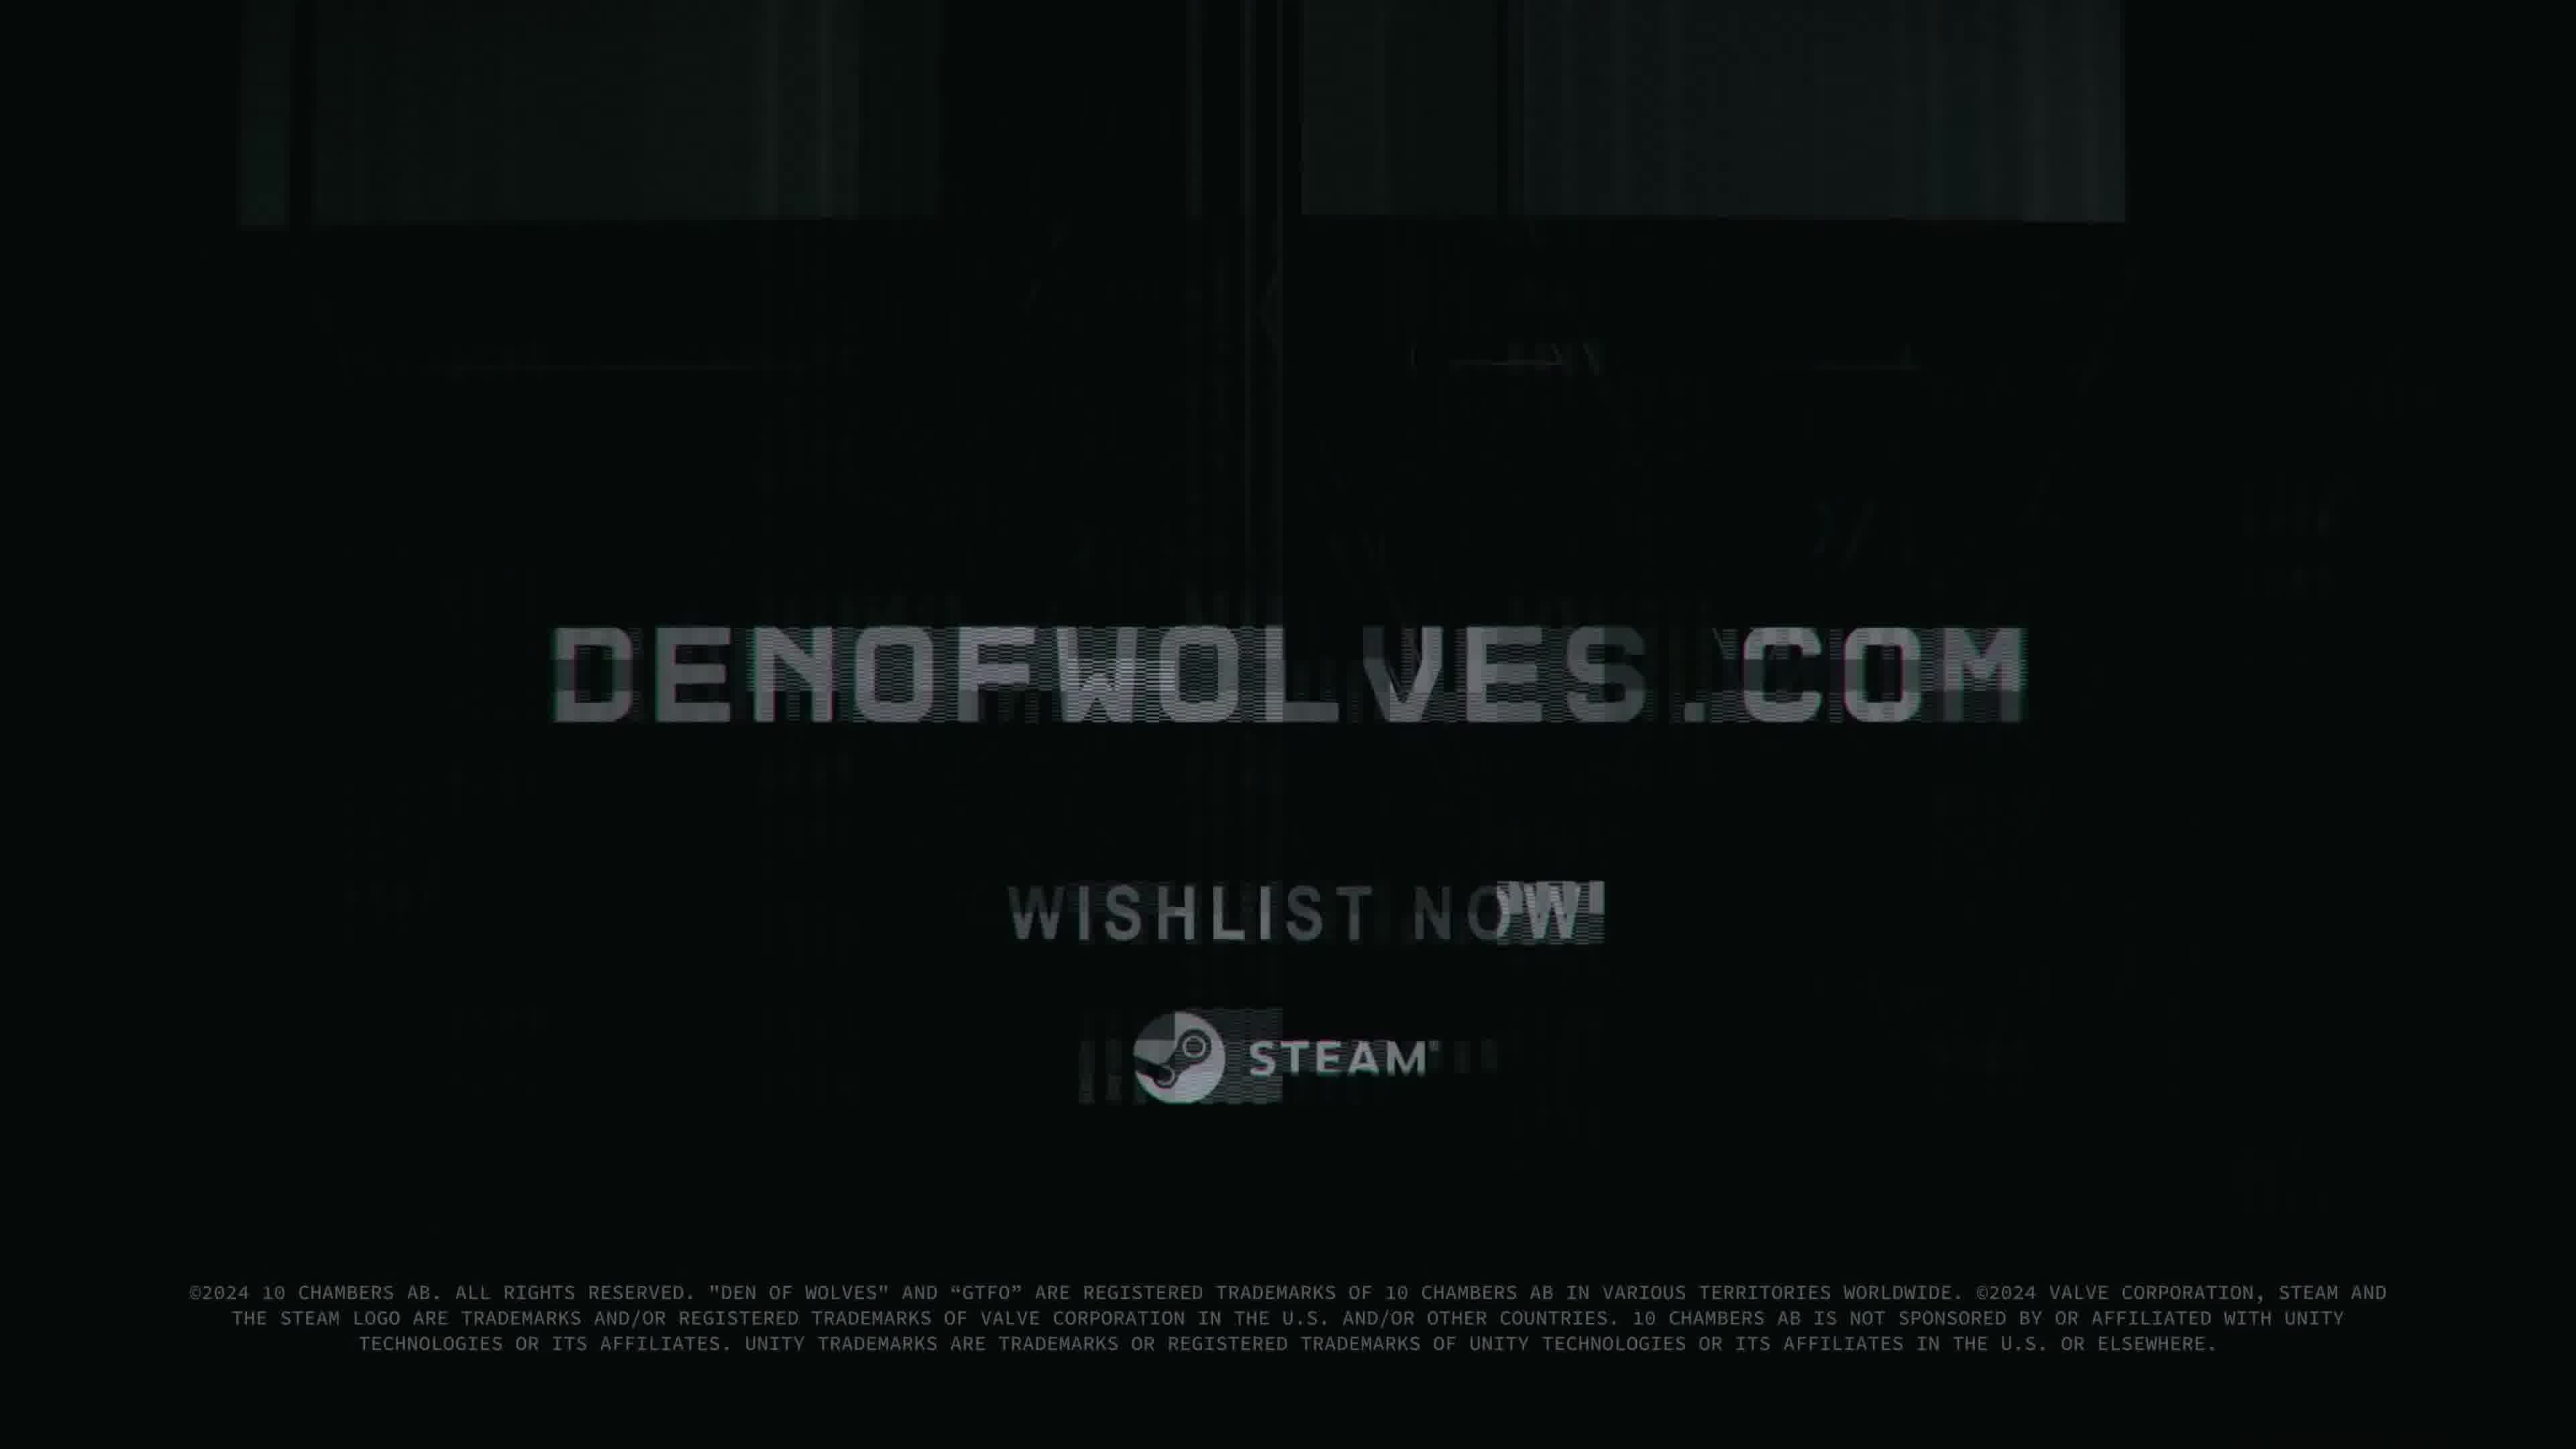 DENOFWOLVES.COM
WISHLIST NOW
STEAM®
©2024 10 CHAMBERS AB. ALL RIGHTS RESERVED. "DEN OF WOLVES" AND “GTFO” ARE REGISTERED TRADEMARKS OF 10 CHAMBERS AB IN VARIOUS TERRITORIES WORLDWIDE. ©2024 VALVE CORPORATION, STEAM AND
THE STEAM LOGO ARE TRADEMARKS AND/OR REGISTERED TRADEMARKS OF VALVE CORPORATION IN THE U.S. AND/OR OTHER COUNTRIES. 10 CHAMBERS AB IS NOT SPONSORED BY OR AFFILIATED WITH UNITY
TECHNOLOGIES OR ITS AFFILIATES. UNITY TRADEMARKS ARE TRADEMARKS OR REGISTERED TRADEMARKS OF UNITY TECHNOLOGIES OR ITS AFFILIATES IN THE U.S. OR ELSEWHERE.